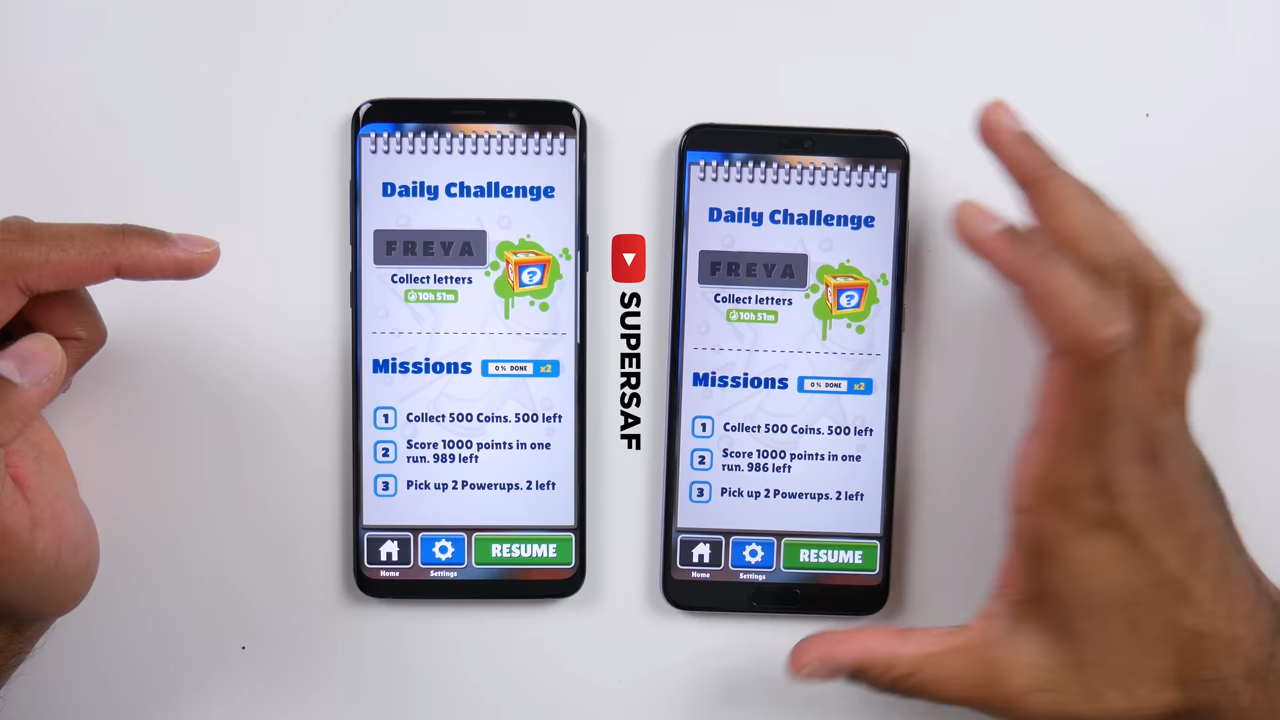 Daily Challenge
FREYA
Collect letters
10h 51m
Missions
0% DONE x2
1 Collect 500 Coins. 500 left
2 Score 1000 points in one
run. 989 left
3 Pick up 2 Powerups. 2 left
Home
Settings
RESUME
SUPERSAF
Daily Challenge
FREYA
Collect letters
10h 51m
Missions
0% DONE x2
1 Collect 500 Coins. 500 left
2 Score 1000 points in one
run. 986 left
3 Pick up 2 Powerups. 2 left
Home
Settings
RESUME